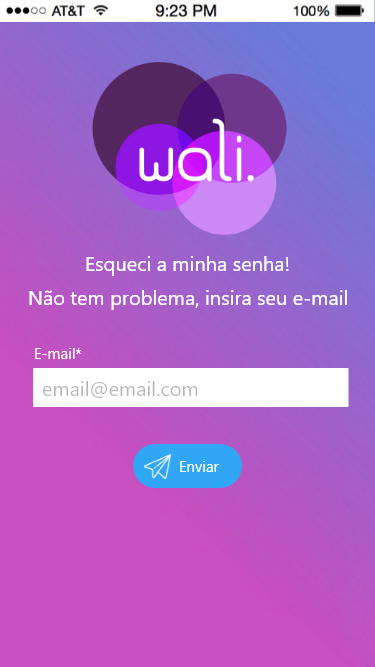 AT&T 9:23 PM 100%
wali.
Esqueci a minha senha!
Não tem problema, insira seu e-mail
E-mail*
email@email.com
Enviar